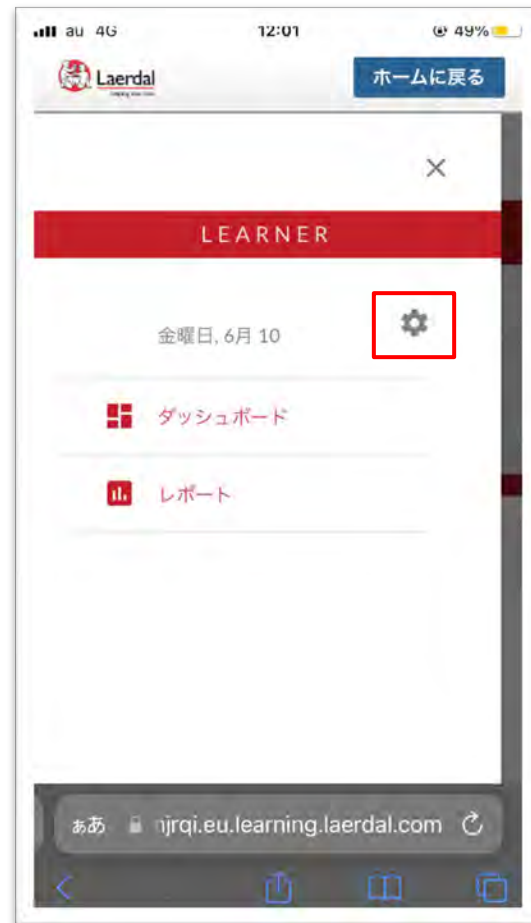 au 4G 12:01 49%
Laerdal
ホームに戻る
LEARNER
金曜日, 6月 10
ダッシュボード
レポート
ぁあ njrqi.eu.learning.laerdal.com